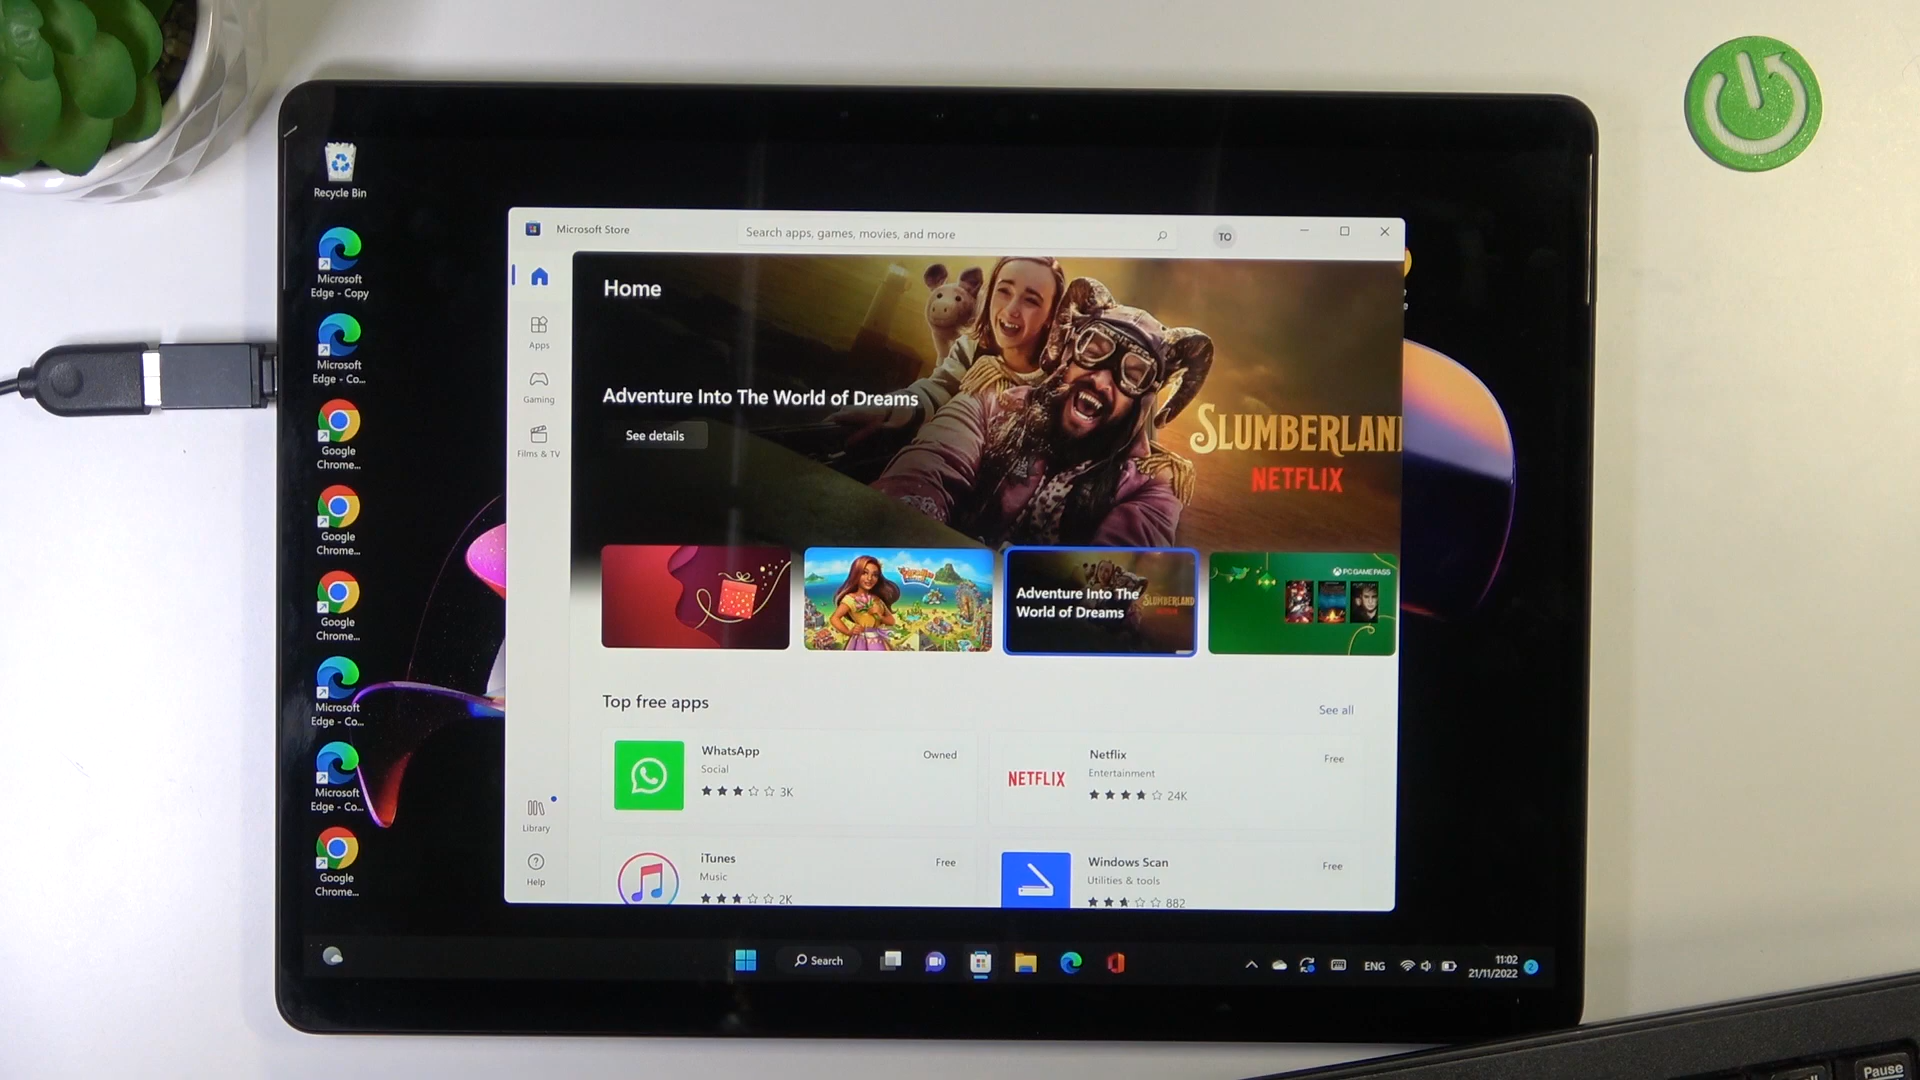 Recycle Bin
Microsoft
Edge - Copy
Microsoft
Edge - Co...
Google
Chrome...
Google
Chrome...
Google
Chrome...
Microsoft
Edge - Co...
Microsoft
Edge - Co...
Google
Chrome...
Microsoft Store
Search apps, games, movies, and more
TO
Home
Apps
Gaming
Films & TV
Library
Help
Adventure Into The World of Dreams
See details
SLUMBERLAN
NETFLIX
Adventure Into The
World of Dreams
SLUMBERLAND
PC GAME PASS
Top free apps
See all
WhatsApp
Owned
Social
3K
NETFLIX
Netflix
Free
Entertainment
24K
iTunes
Free
Music
2K
Windows Scan
Free
Utilities & tools
882
Search
ENG
11:02
21/11/2022
2
Pause